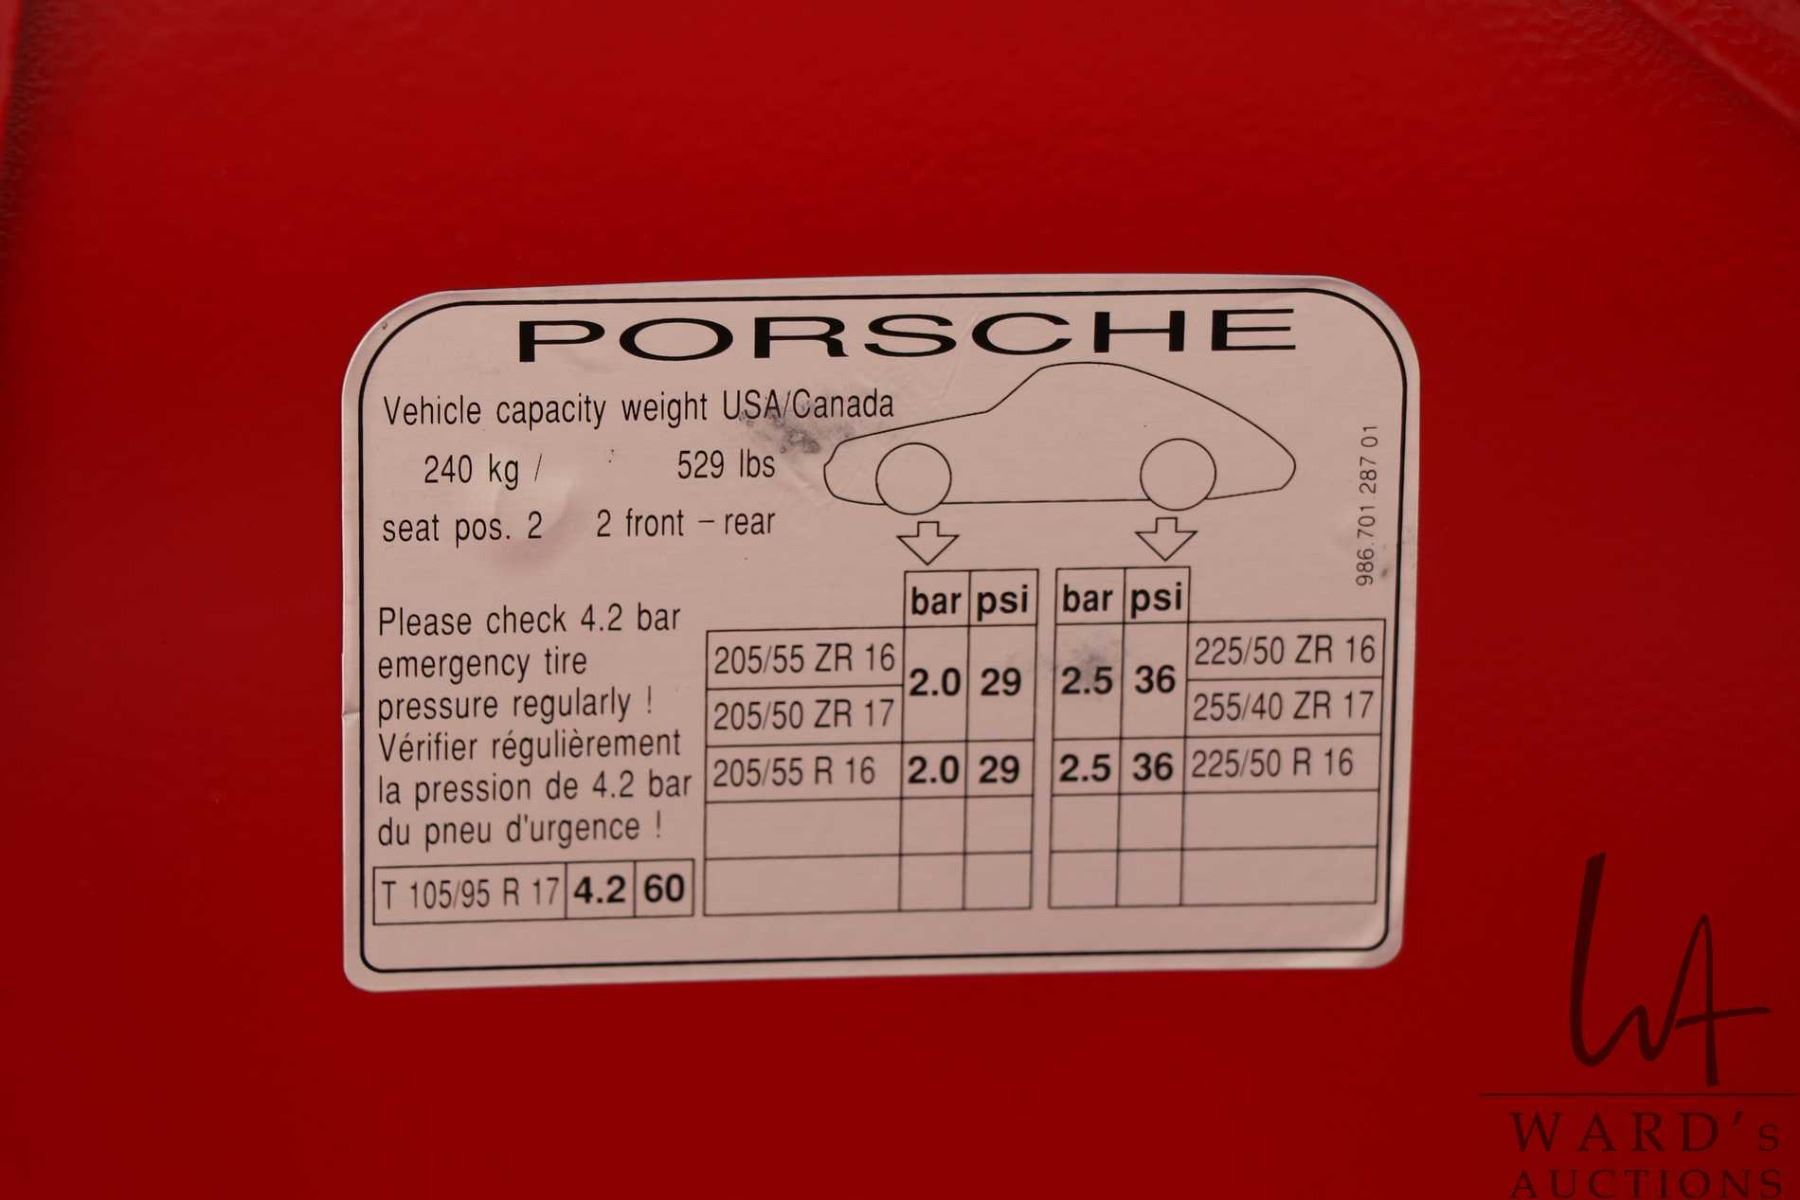 PORSCHE
Vehicle capacity weight USA/Canada
240 kg / 529 lbs
seat pos. 2 2 front – rear
986.701 287 01
Please check 4.2 bar
emergency tire
pressure regularly !
Vérifier régulièrement
la pression de 4.2 bar
du pneu d'urgence !
T 105/95 R 17 4.2 60
bar psi bar psi
205/55 ZR 16 2.0 29 2.5 36 225/50 ZR 16
205/50 ZR 17 255/40 ZR 17
205/55 R 16 2.0 29 2.5 36 225/50 R 16
WA
WARD's
AUCTIONS